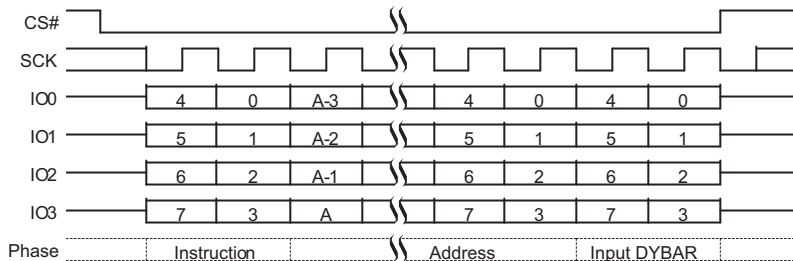 CS#
SCK
IO0 4 0 A-3 4 0 4 0
IO1 5 1 A-2 5 1 5 1
IO2 6 2 A-1 6 2 6 2
IO3 7 3 A 7 3 7 3
Phase Instruction Address Input DYBAR